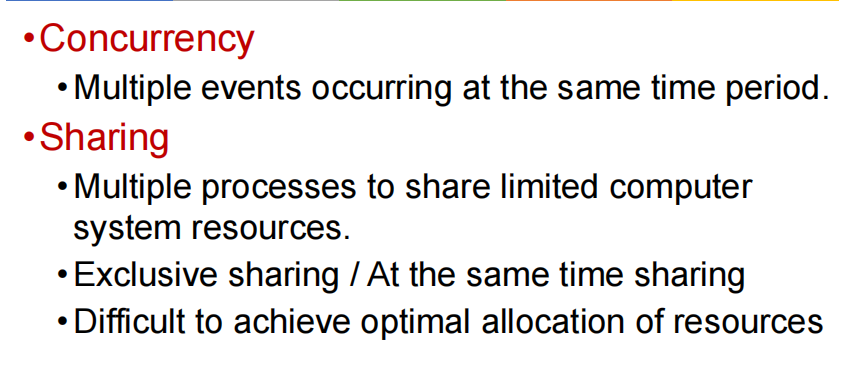 •Concurrency
•Multiple events occurring at the same time period.
•Sharing
•Multiple processes to share limited computer
system resources.
•Exclusive sharing / At the same time sharing
•Difficult to achieve optimal allocation of resources